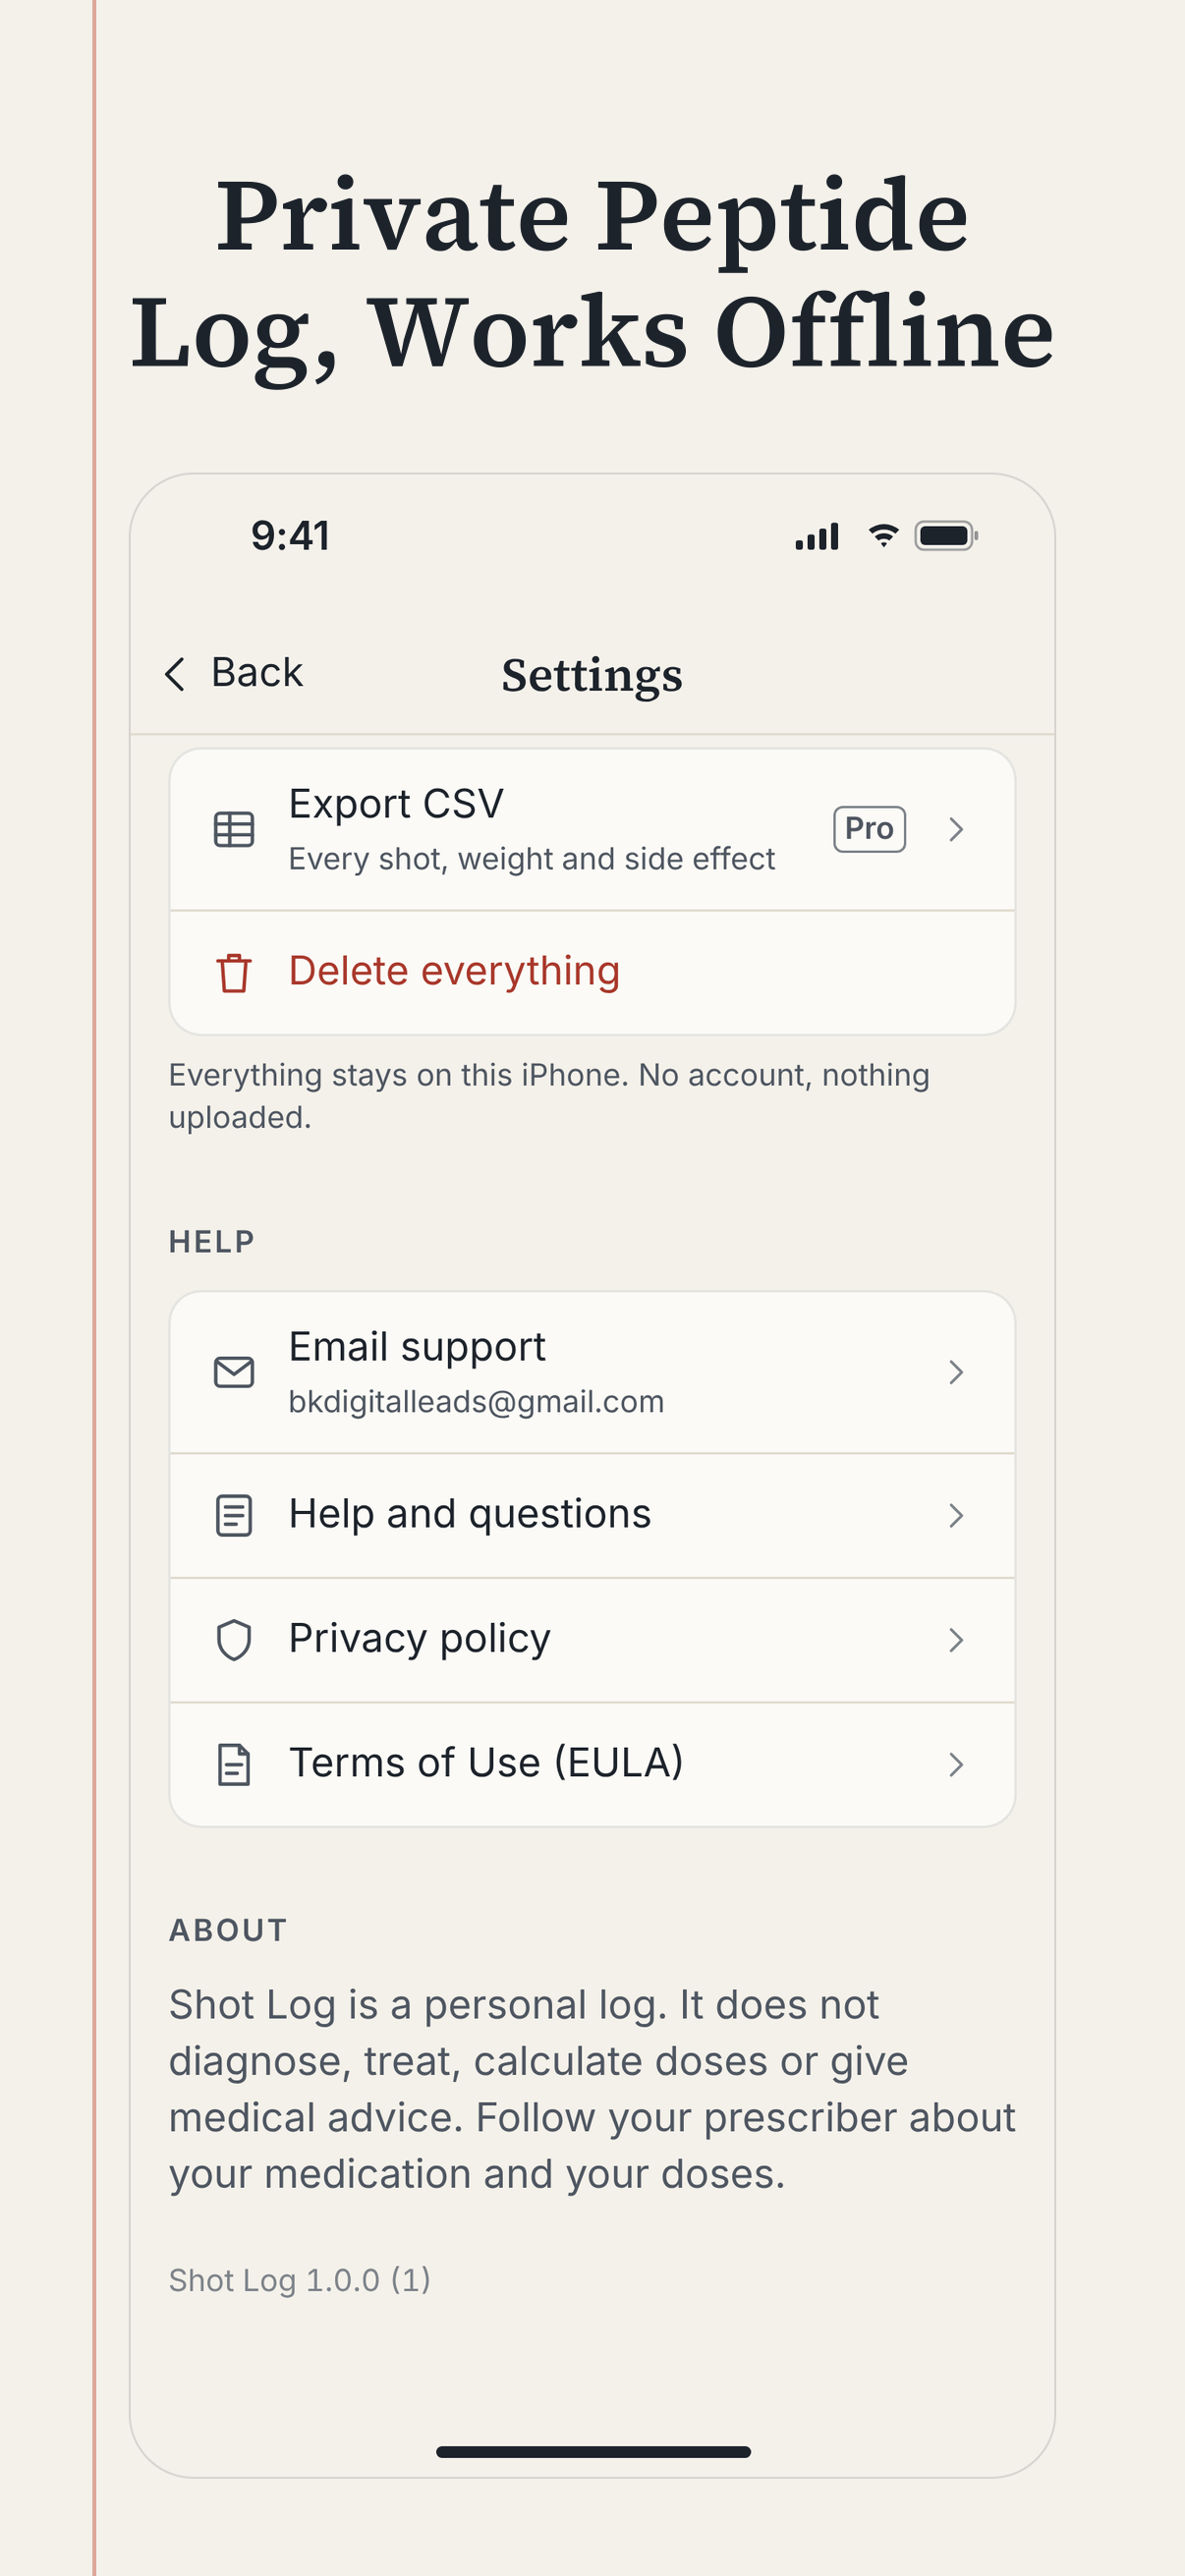 Private Peptide
Log, Works Offline
9:41
Back
Settings
Export CSV
Every shot, weight and side effect
Pro
Delete everything
Everything stays on this iPhone. No account, nothing
uploaded.
HELP
Email support
bkdigitalleads@gmail.com
Help and questions
Privacy policy
Terms of Use (EULA)
ABOUT
Shot Log is a personal log. It does not
diagnose, treat, calculate doses or give
medical advice. Follow your prescriber about
your medication and your doses.
Shot Log 1.0.0 (1)